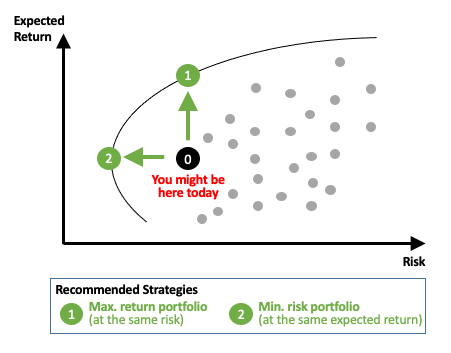 Expected
Return
1
2
0
You might be
here today
Risk
Recommended Strategies
1 Max. return portfolio
(at the same risk)
2 Min. risk portfolio
(at the same expected return)